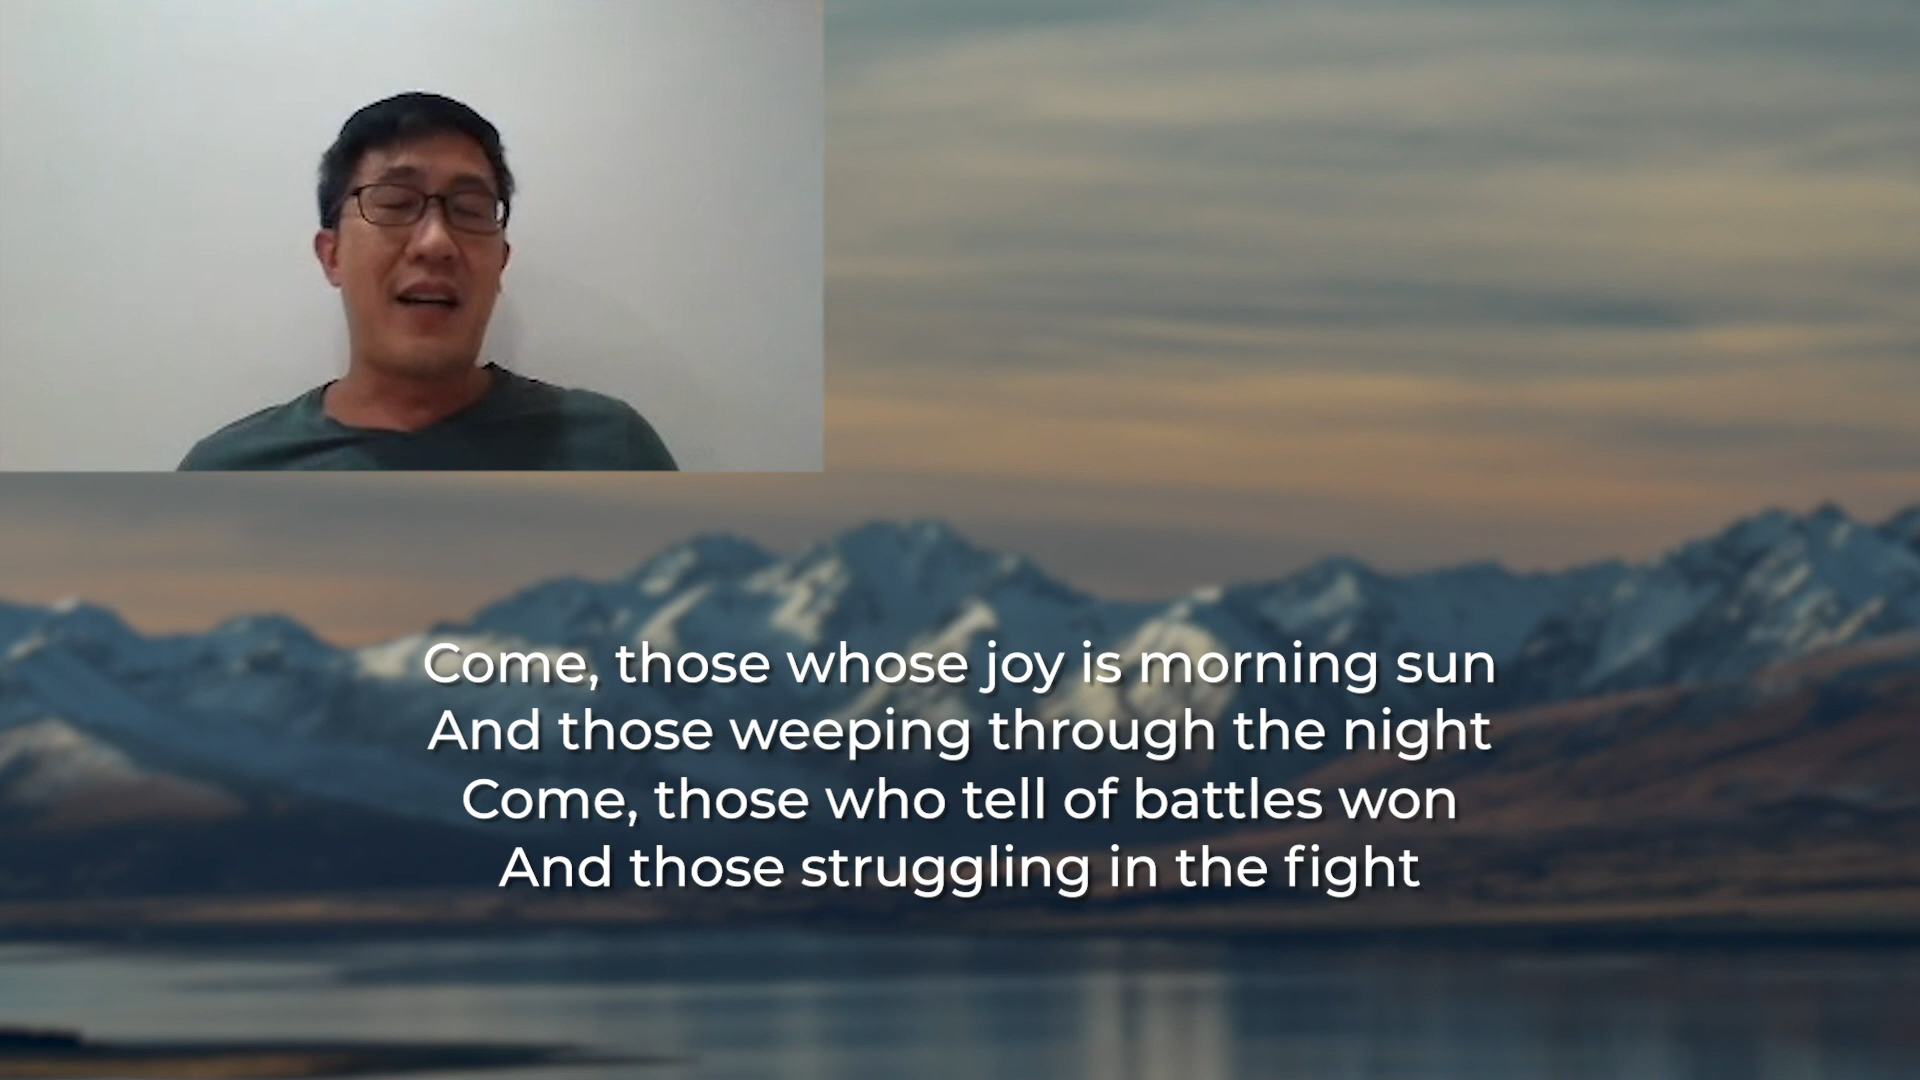 Come, those whose joy is morning sun
And those weeping through the night
Come, those who tell of battles won
And those struggling in the fight